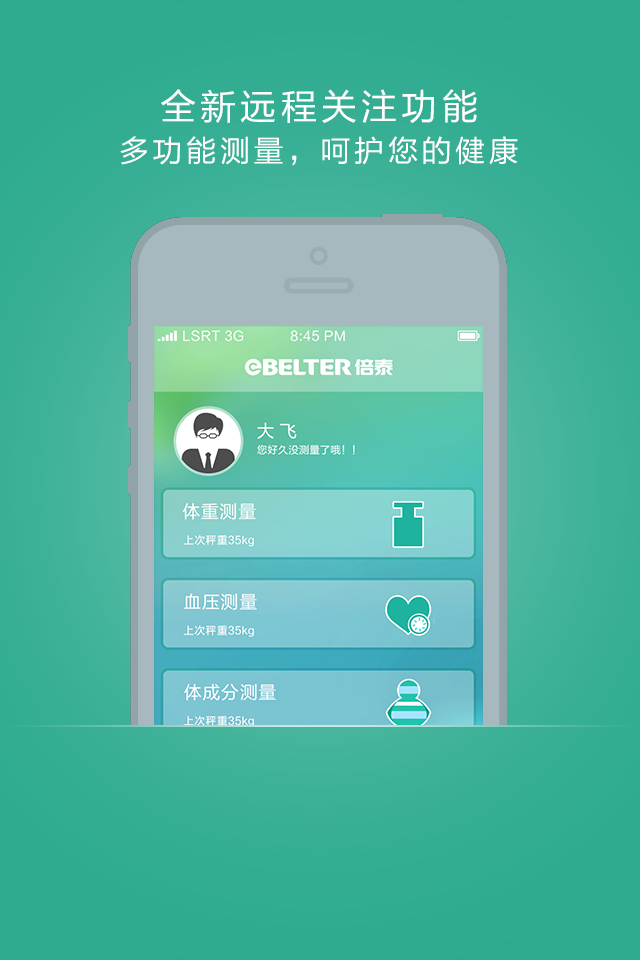 全新远程关注功能
多功能测量，呵护您的健康
LSRT 3G 8:45 PM
eBELTER 倍泰
大 飞
您好久没测量了哦！！
体重测量
上次秤重35kg
血压测量
上次秤重35kg
体成分测量
上次秤重35kg